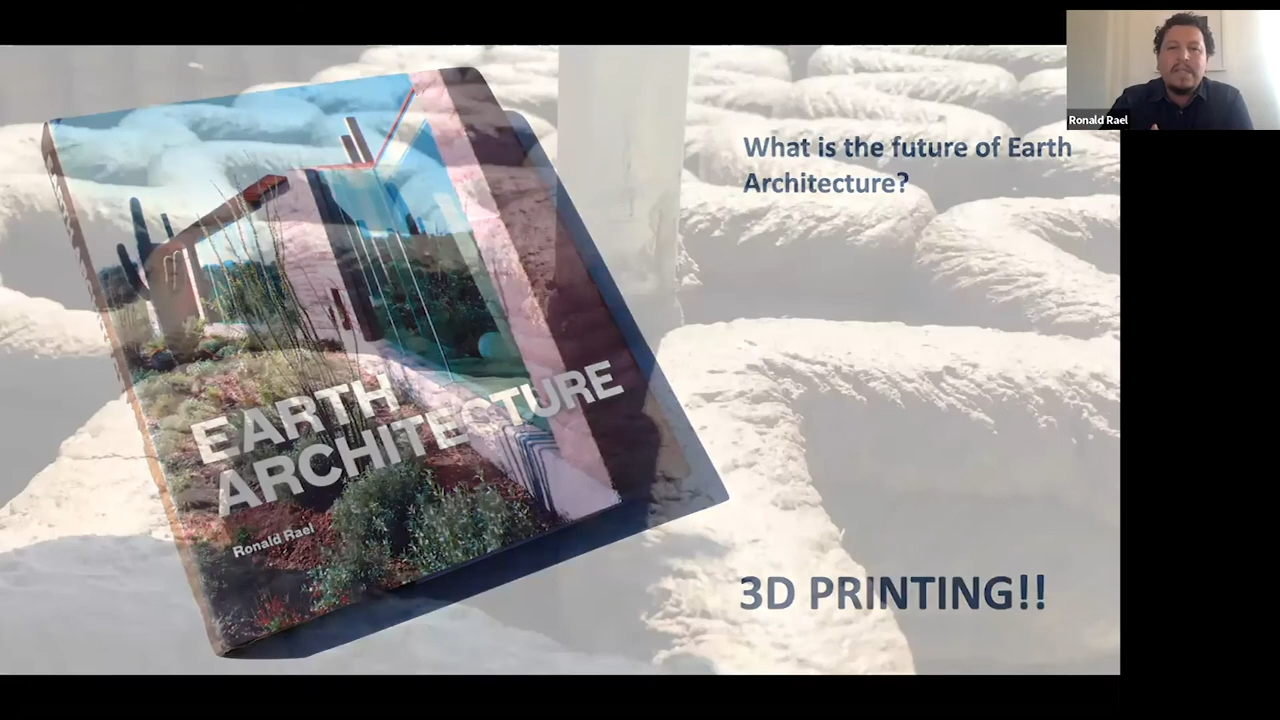 Ronald Rael
What is the future of Earth
Architecture?
EARTH
ARCHITECTURE
Ronald Rael
3D PRINTING!!